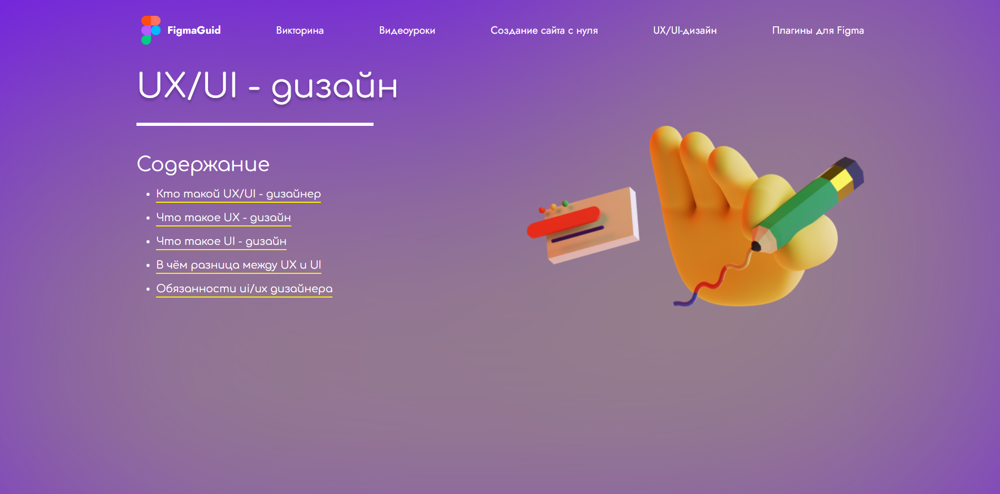 FigmaGuid
Викторина
Видеоуроки
Создание сайта с нуля
UX/UI-дизайн
Плагины для Figma
UX/UI - дизайн
Содержание
Кто такой UX/UI - дизайнер
Что такое UX - дизайн
Что такое UI - дизайн
В чём разница между UX и UI
Обязанности ui/ux дизайнера